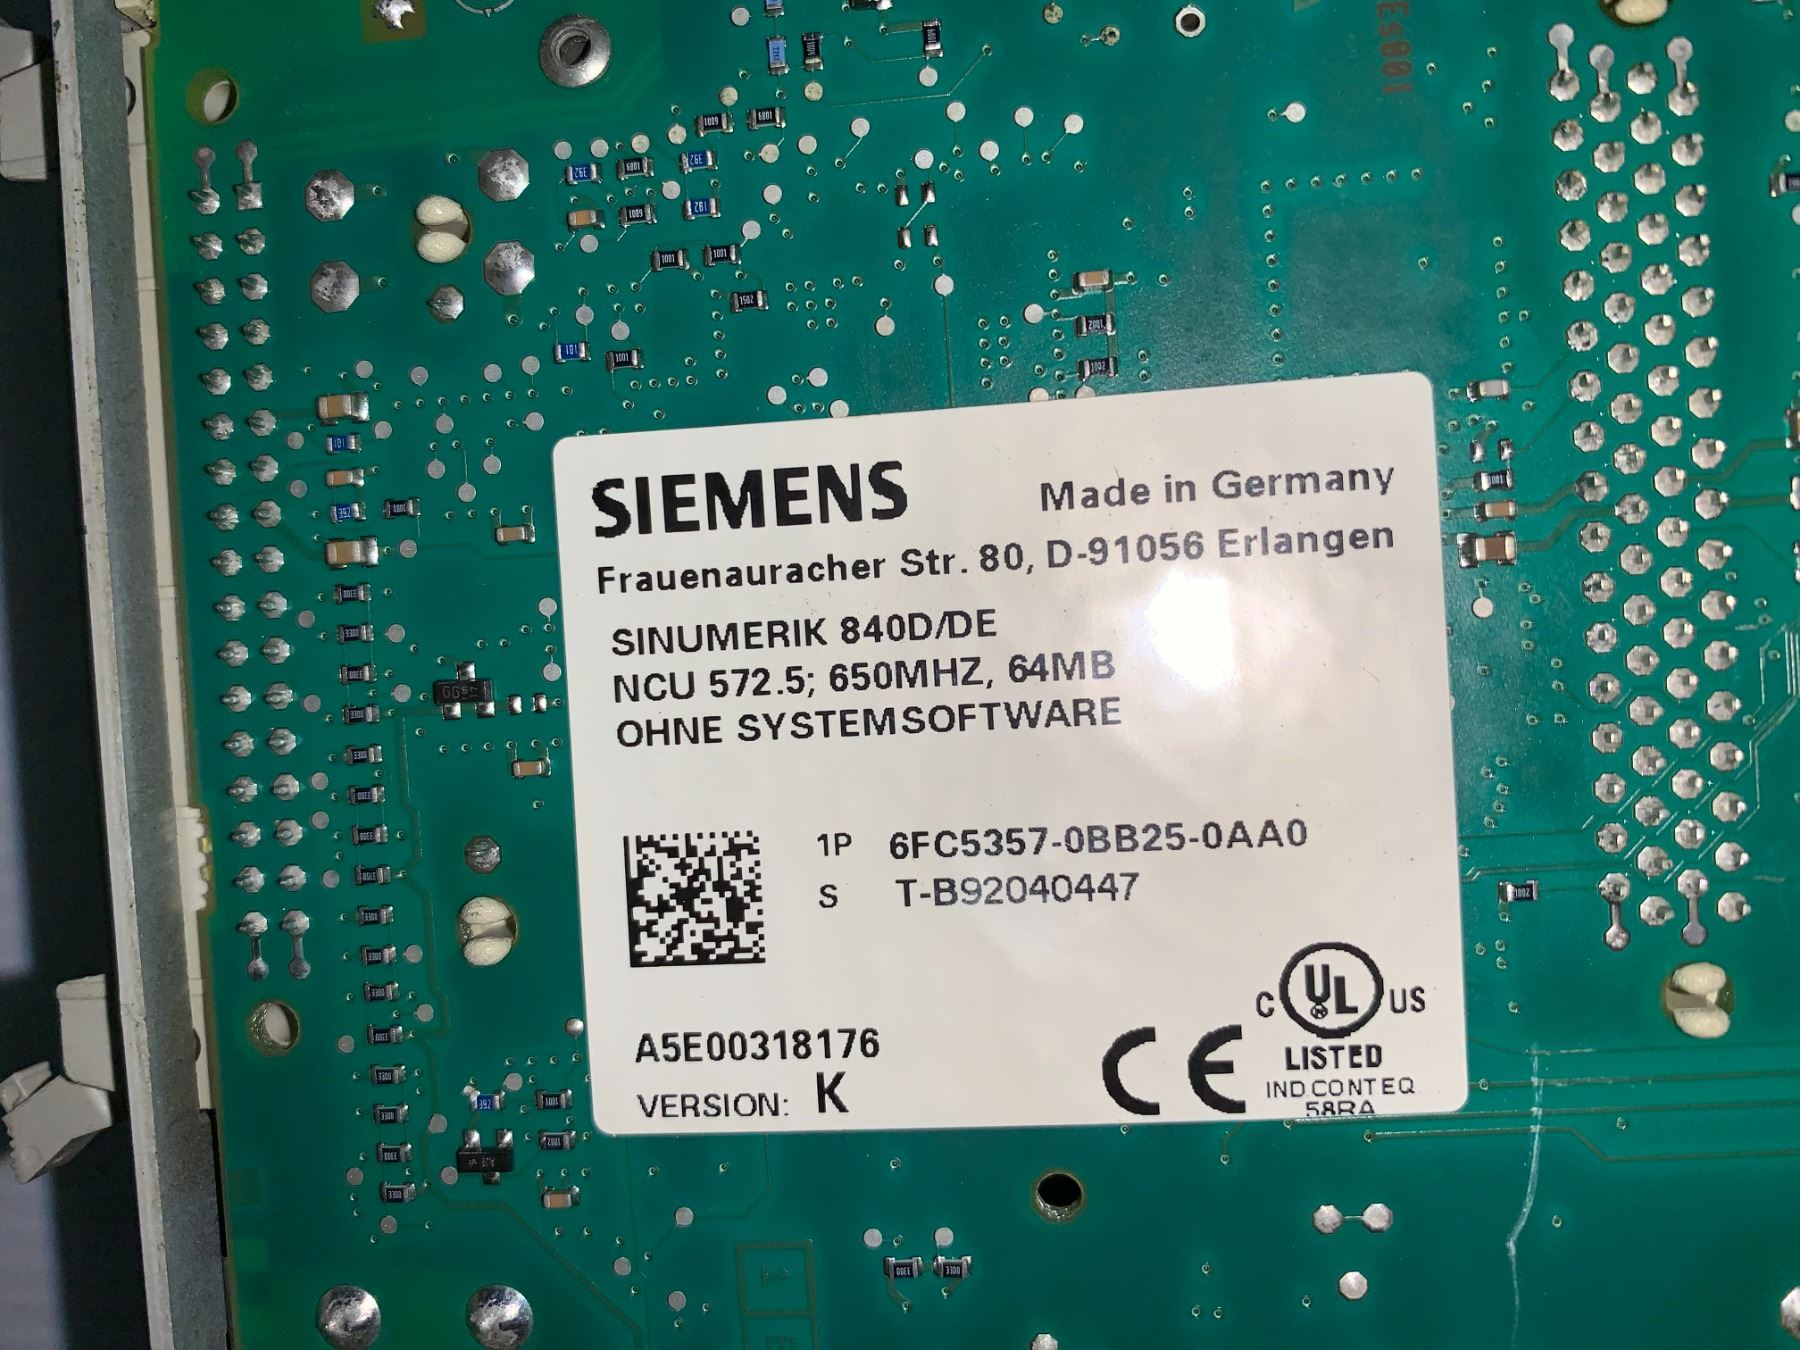 Es001
SIEMENS Made in Germany
Frauenauracher Str. 80, D-91056 Erlangen
SINUMERIK 840D/DE
NCU 572.5; 650MHZ, 64MB
OHNE SYSTEMSOFTWARE
1P 6FC5357-0BB25-0AA0
S T-B92040447
A5E00318176
VERSION: K
CE
C UL US
LISTED
IND CONT EQ
58RA